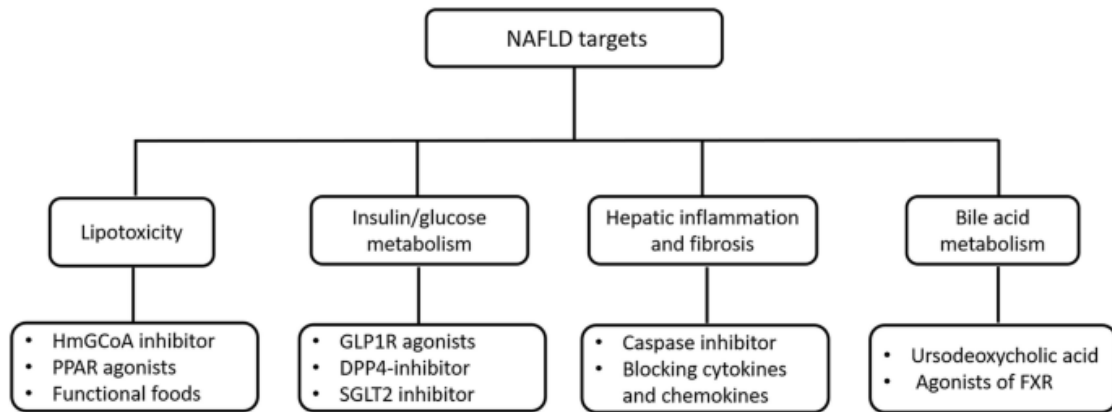 NAFLD targets
Lipotoxicity
Insulin/glucose
metabolism
Hepatic inflammation
and fibrosis
Bile acid
metabolism
• HmGCoA inhibitor
• PPAR agonists
• Functional foods
• GLP1R agonists
• DPP4-inhibitor
• SGLT2 inhibitor
• Caspase inhibitor
• Blocking cytokines
and chemokines
• Ursodeoxycholic acid
• Agonists of FXR